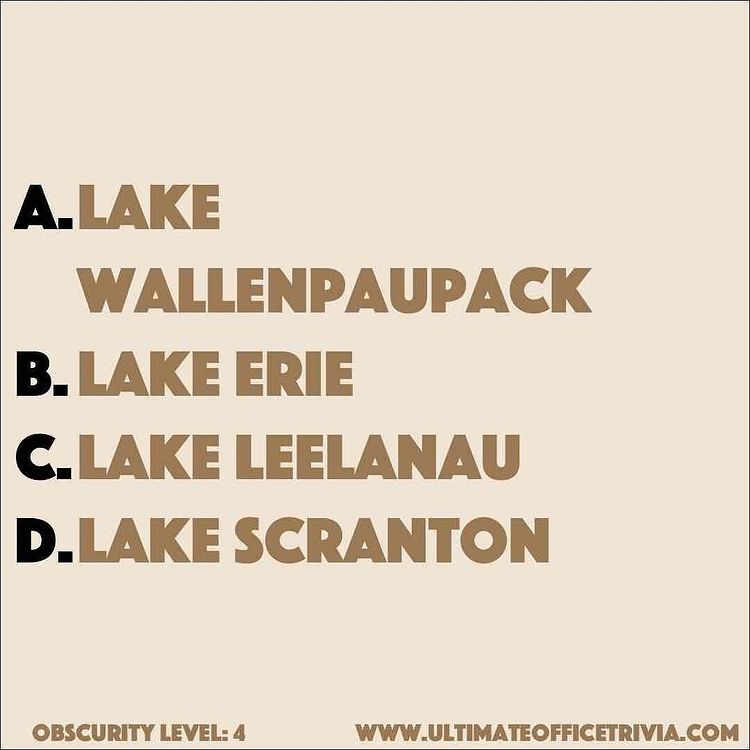 A. LAKE
WALLENPAUPACK
B. LAKE ERIE
C. LAKE LEELANAU
D. LAKE SCRANTON
OBSCURITY LEVEL: 4 WWW.ULTIMATEOFFICETRIVIA.COM